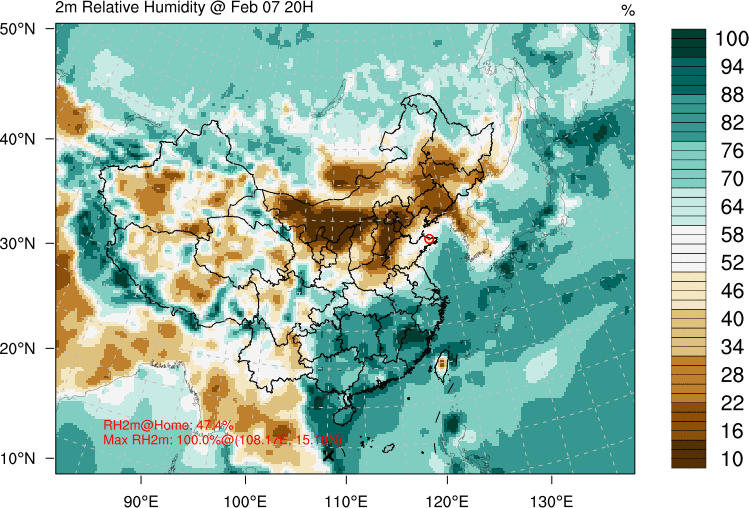 2m Relative Humidity @ Feb 07 20H
%
50°N
40°N
30°N
20°N
10°N
90°E
100°E
110°E
120°E
130°E
100
94
88
82
76
70
64
58
52
46
40
34
28
22
16
10
RH2m@Home: 47.4%
Max RH2m: 100.0%@(108.17E, 15.18N)